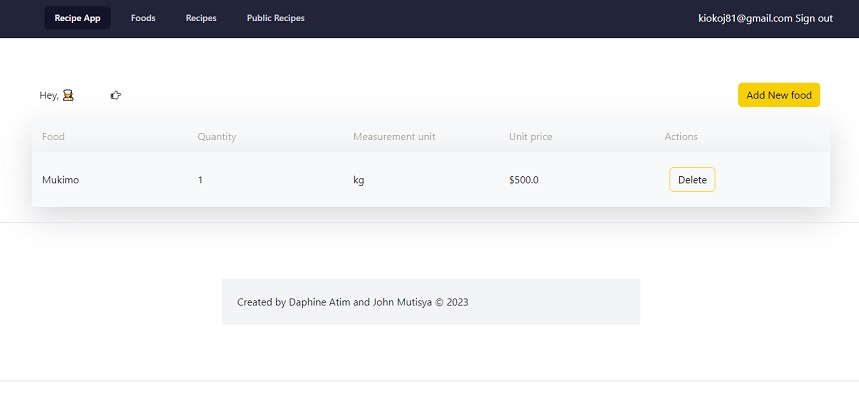 Recipe App Foods Recipes Public Recipes kiokoj81@gmail.com Sign out
Hey, Add New food
Food Quantity Measurement unit Unit price Actions
Mukimo 1 kg $500.0 Delete
Created by Daphine Atim and John Mutisya © 2023